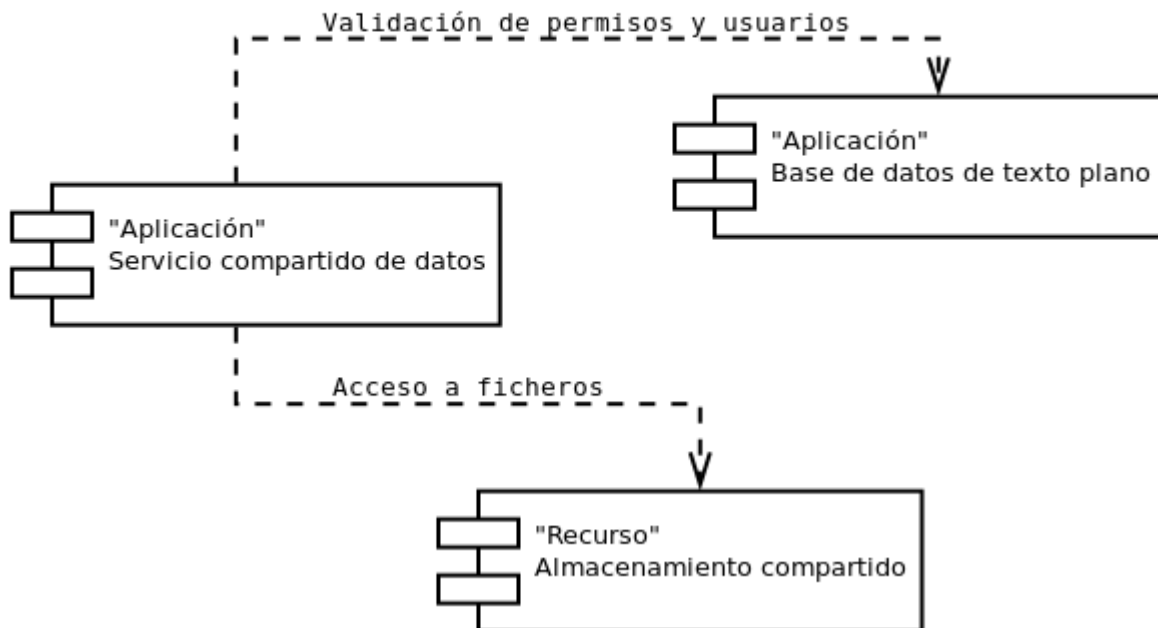 Validación de permisos y usuarios
"Aplicación"
Base de datos de texto plano
"Aplicación"
Servicio compartido de datos
Acceso a ficheros
"Recurso"
Almacenamiento compartido